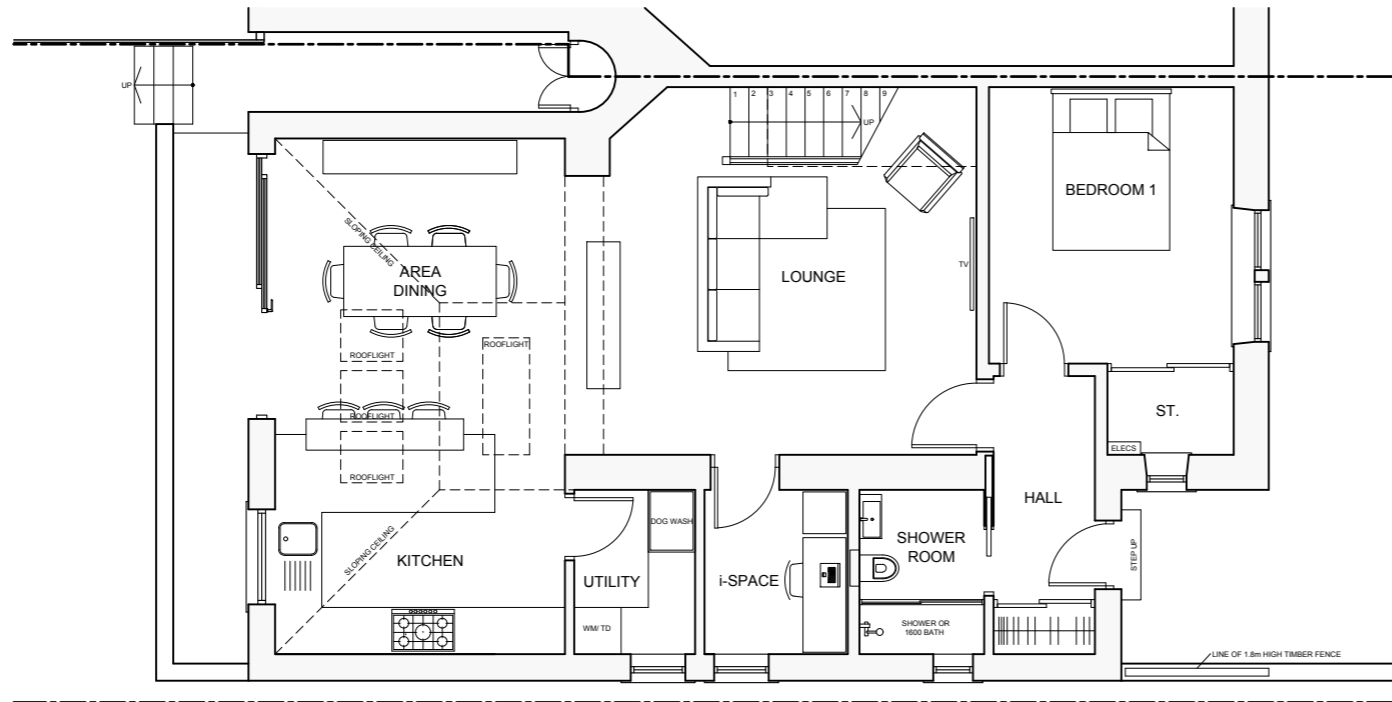 UP
1 2 3 4 5 6 7 8 9
UP
BEDROOM 1
SLOPING CEILING
AREA
DINING
LOUNGE
TV
ROOFLIGHT
ROOFLIGHT
ROOFLIGHT
ROOFLIGHT
ST.
ELECS
HALL
DOG WASH
SHOWER
ROOM
STEP UP
SLOPING CEILING
KITCHEN
UTILITY
i-SPACE
WM/ TD
SHOWER OR
1600 BATH
LINE OF 1.8m HIGH TIMBER FENCE